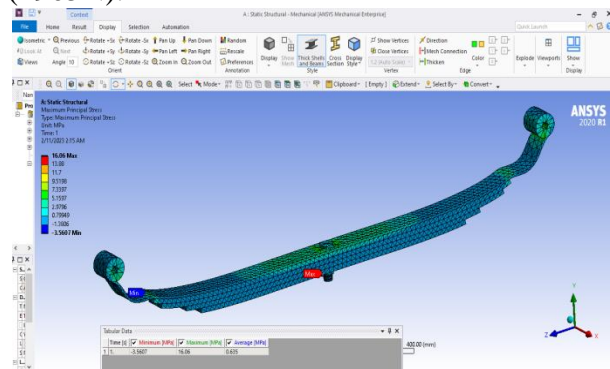 A : Static Structural - Mechanical [ANSYS Mechanical Enterprise]
Context
File Home Result Display Selection Automation
Quick Launch
Isometric Previous Rotate +Sx Rotate -Sx Pan Up Pan Down Random
Show Vertices Direction
Zoom Fit Next Rotate +Sy Rotate -Sy Pan Left Pan Right Rescale
Close Vertices Mesh Connection
Views Angle 10 Rotate +Sz Rotate -Sz Zoom In Zoom Out Preferences
Thicken
Display Show Mesh Thick Shells and Beams Cross Section Display Style
Color
Explode Viewports Show
Orient Annotation Style Vertex Edge Display
Select Mode Clipboard [ Empty ] Extend Select By Convert
A: Static Structural
Maximum Principal Stress
Type: Maximum Principal Stress
Unit: MPa
Time: 1
2/11/2023 2:15 AM
16.06 Max
13.88
11.7
9.5198
7.3397
5.1597
2.9796
0.79949
-1.3806
-3.5607 Min
ANSYS
2020 R1
Min
Tabular Data
Time [s] Minimum [MPa] Maximum [MPa] Average [MPa]
1 1. -3.5607 16.06 0.635
400.00 (mm)
Y
Z X